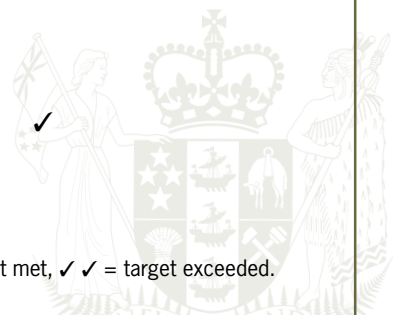 ✓
t met, ✓✓ = target exceeded.